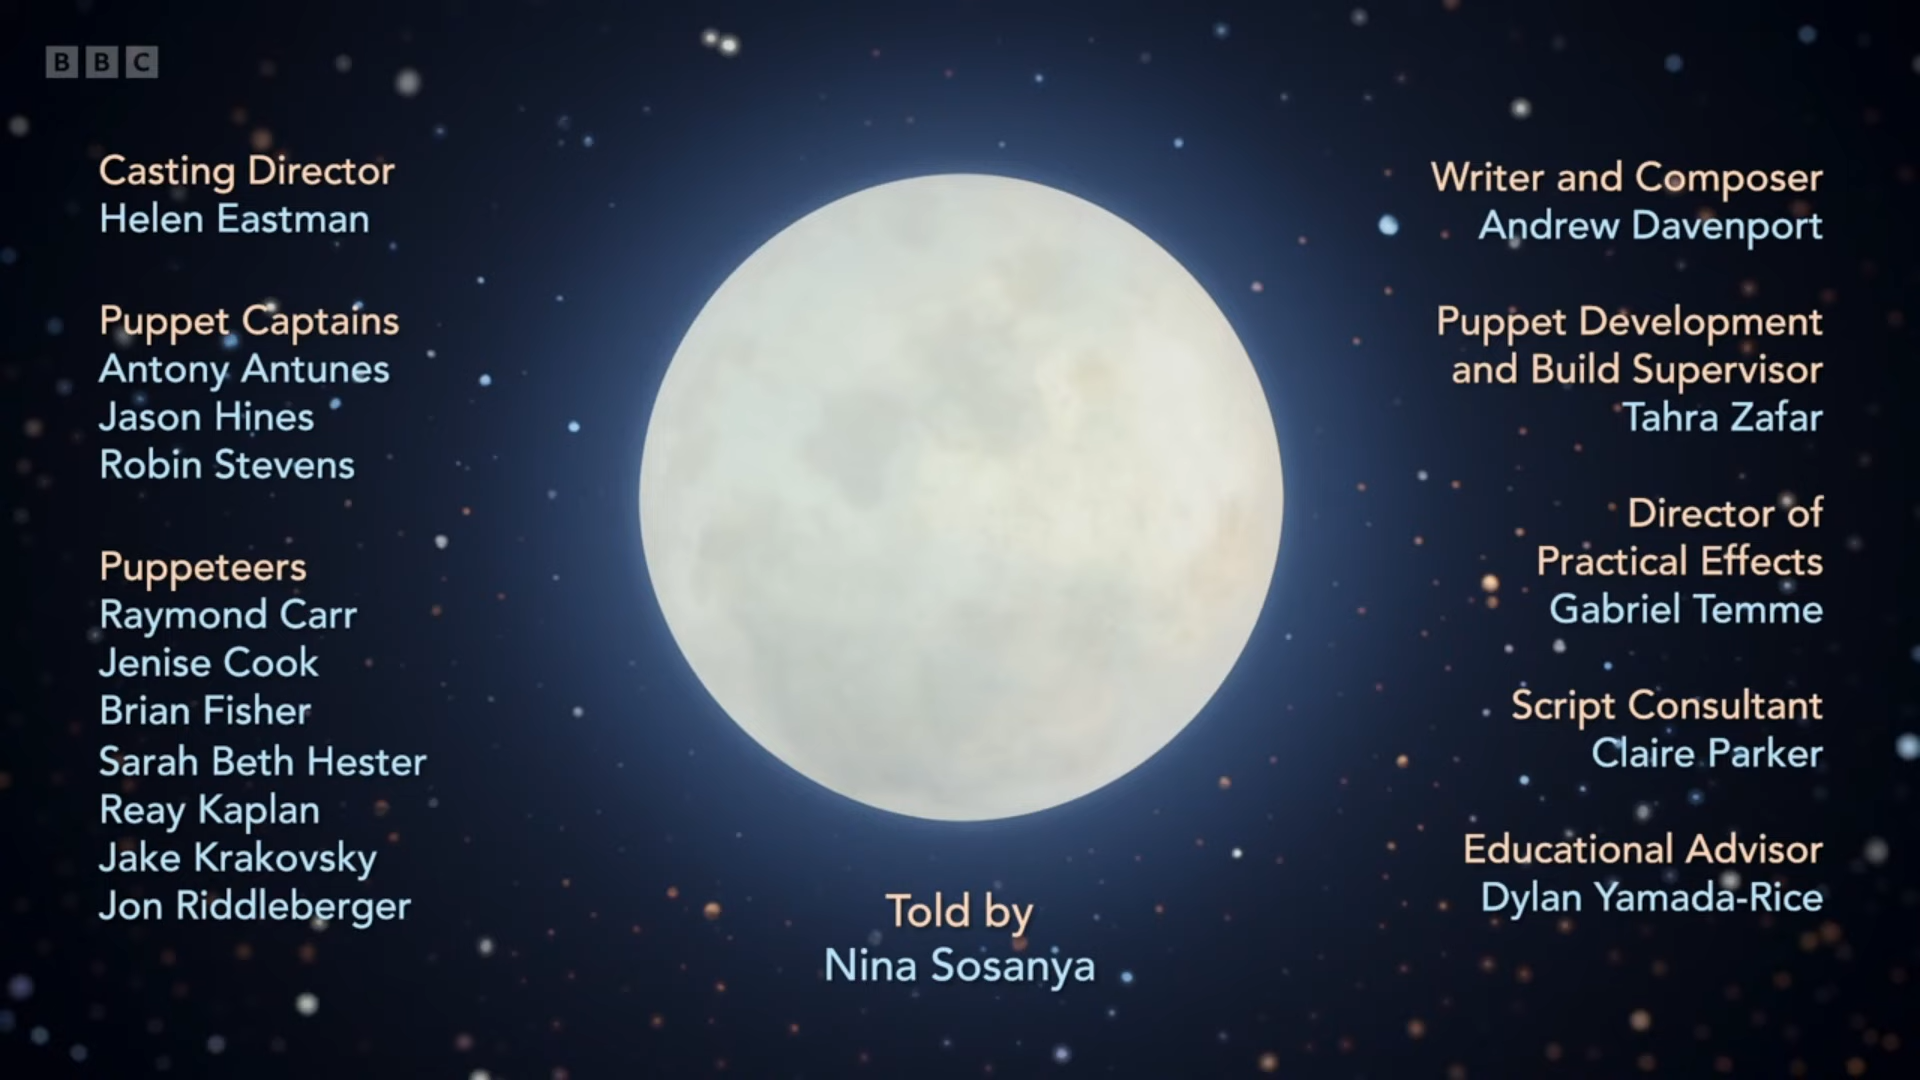 BBC
Casting Director
Helen Eastman
Puppet Captains
Antony Antunes
Jason Hines
Robin Stevens
Puppeteers
Raymond Carr
Jenise Cook
Brian Fisher
Sarah Beth Hester
Reay Kaplan
Jake Krakovsky
Jon Riddleberger
Told by
Nina Sosanya
Writer and Composer
Andrew Davenport
Puppet Development
and Build Supervisor
Tahra Zafar
Director of
Practical Effects
Gabriel Temme
Script Consultant
Claire Parker
Educational Advisor
Dylan Yamada-Rice